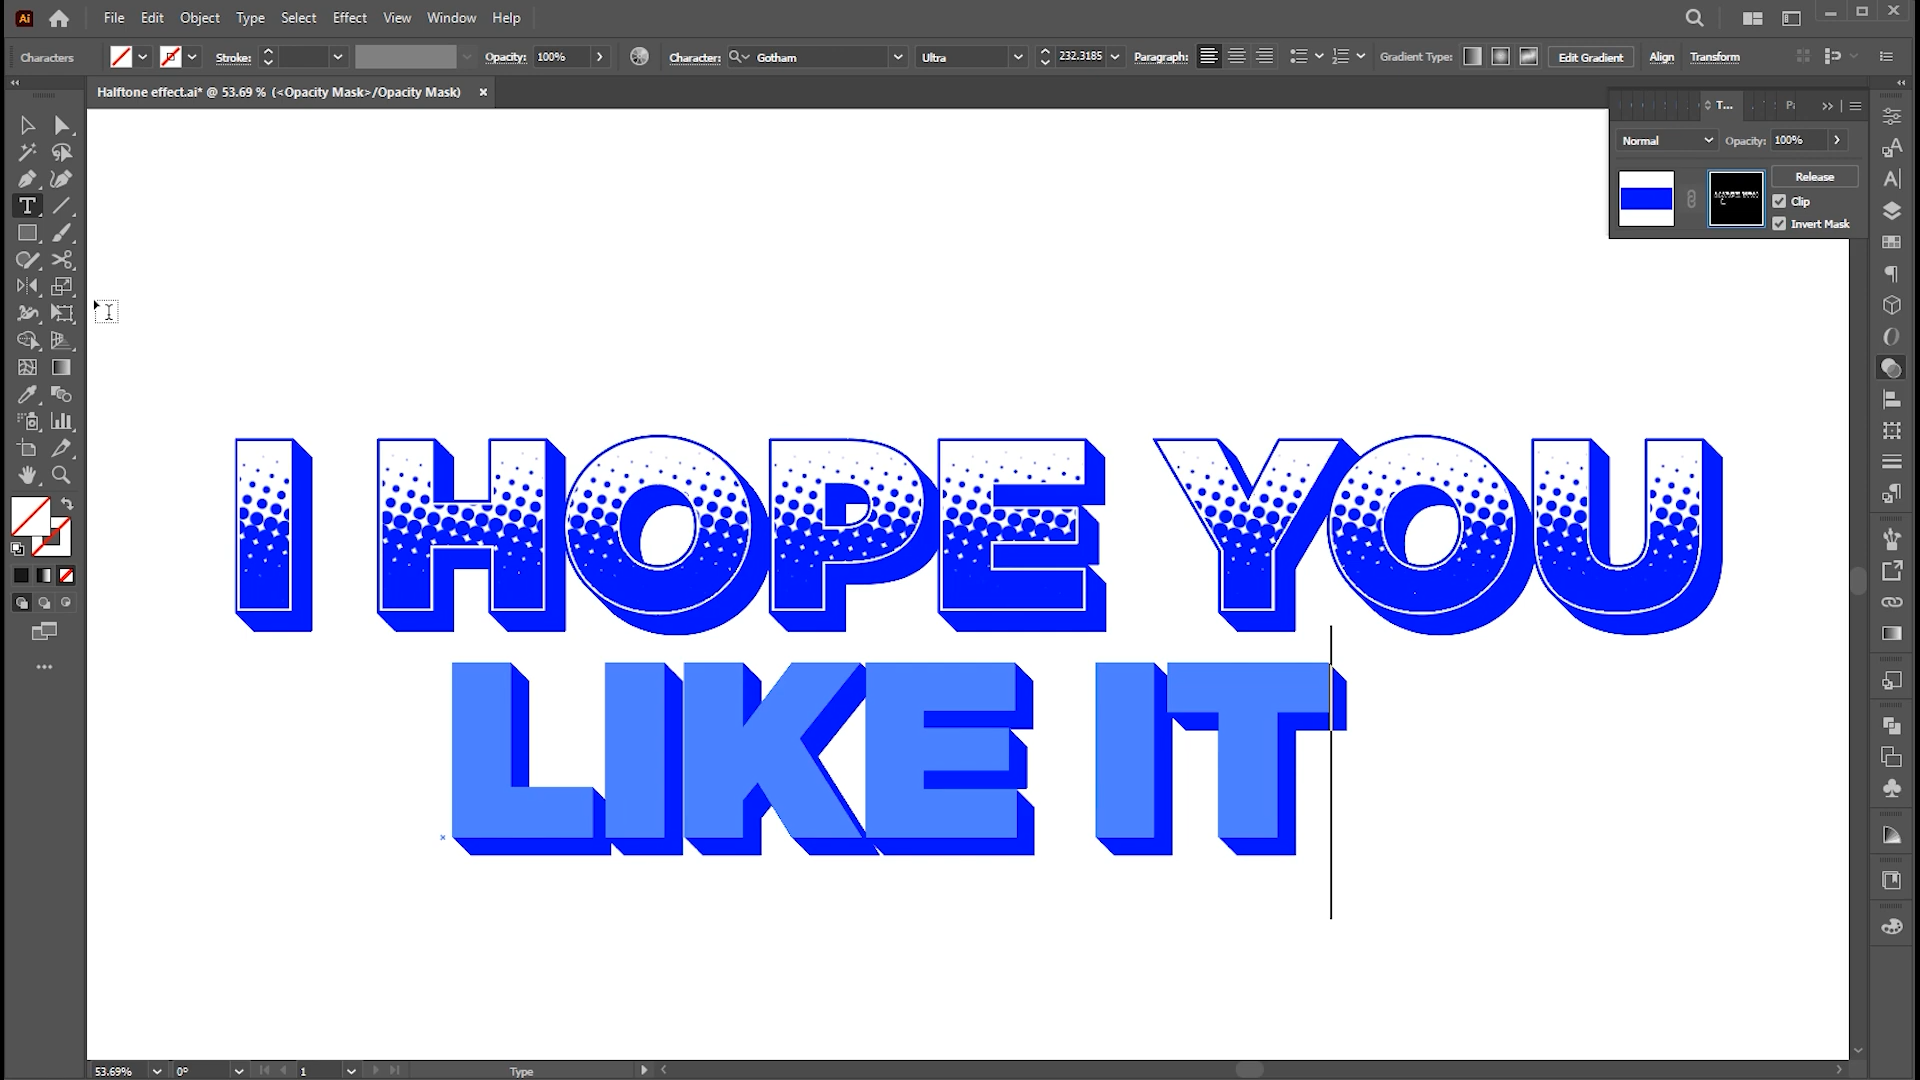 Ai File Edit Object Type Select Effect View Window Help
Characters Stroke: Opacity: 100% Character: Gotham Ultra 232.3185 Paragraph: Gradient Type: Edit Gradient Align Transform
Halftone effect.ai* @ 53.69 % (<Opacity Mask>/Opacity Mask)
T...
Normal Opacity: 100%
Release
Clip
Invert Mask
I HOPE YOU
LIKE IT
53.69% 0° 1 Type